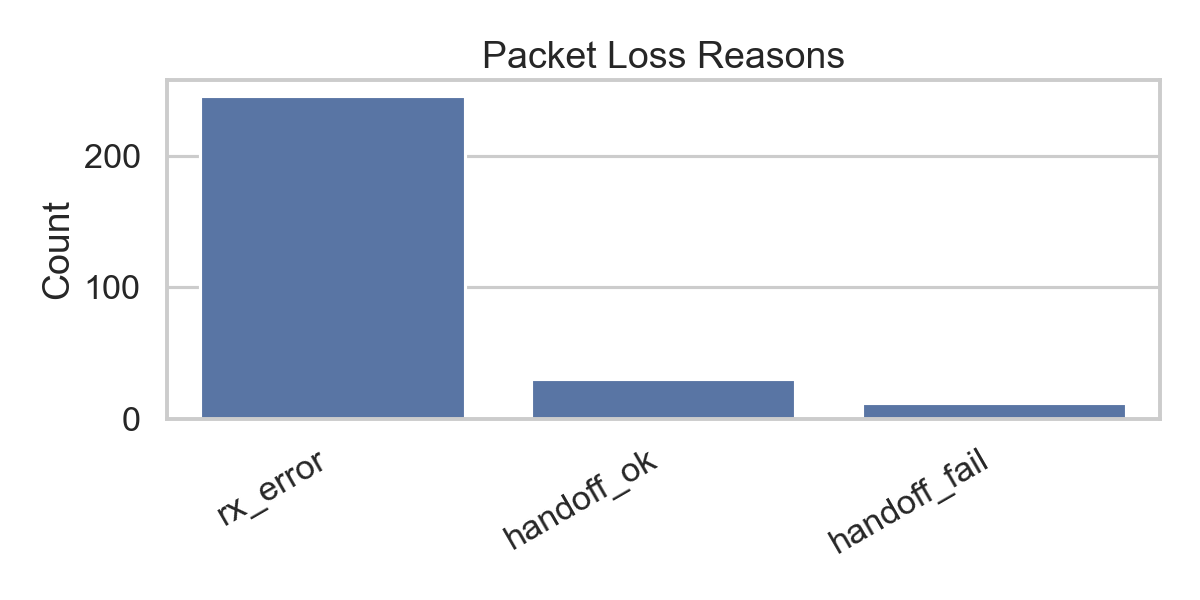 Packet Loss Reasons
Count
200
100
0
rx_error
handoff_ok
handoff_fail